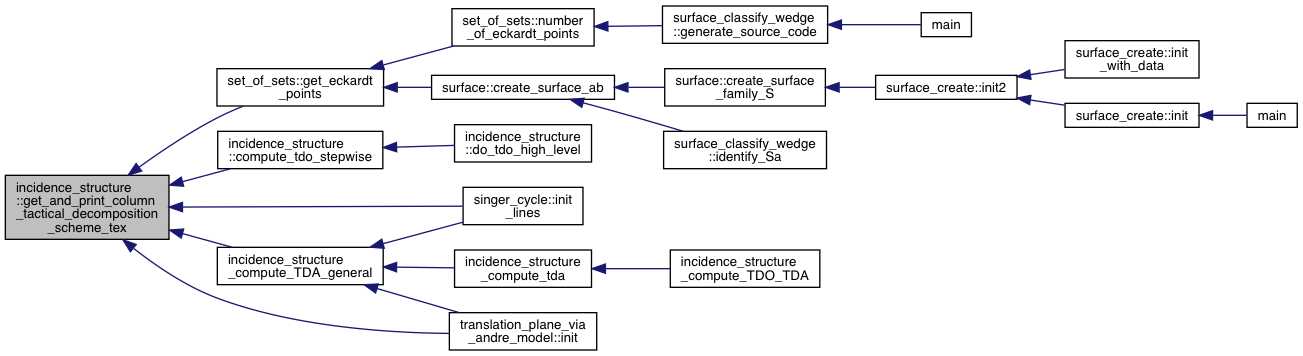 incidence_structure
::get_and_print_column
_tactical_decomposition
_scheme_tex
set_of_sets::get_eckardt
_points
set_of_sets::number
_of_eckardt_points
surface_classify_wedge
::generate_source_code
main
surface::create_surface_ab
surface::create_surface
_family_S
surface_create::init2
surface_create::init
_with_data
surface_create::init
main
surface_classify_wedge
::identify_Sa
incidence_structure
::compute_tdo_stepwise
incidence_structure
::do_tdo_high_level
singer_cycle::init
_lines
incidence_structure
_compute_TDA_general
incidence_structure
_compute_tda
incidence_structure
_compute_TDO_TDA
translation_plane_via
_andre_model::init